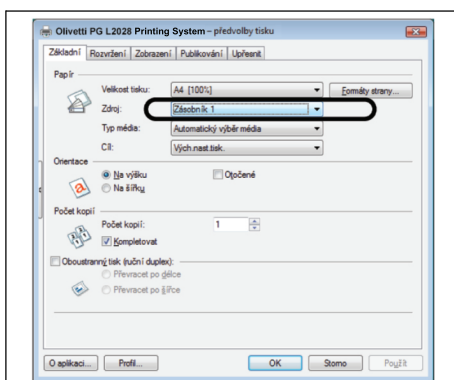 Olivetti PG L2028 Printing System – předvolby tisku
Základní Rozvržení Zobrazení Publikování Upřesnit
Papír
Velikost tisku: A4 [100%] Formáty strany...
Zdroj: Zásobník 1
Typ média: Automatický výběr média
Cíl: Vých.nast.tisk.
Orientace
Na výšku Otočené
Na šířku
Počet kopií
Počet kopií: 1
Kompletovat
Oboustranný tisk (ruční duplex):
Převracet po délce
Převracet po šířce
O aplikaci... Profil... OK Storno Použít